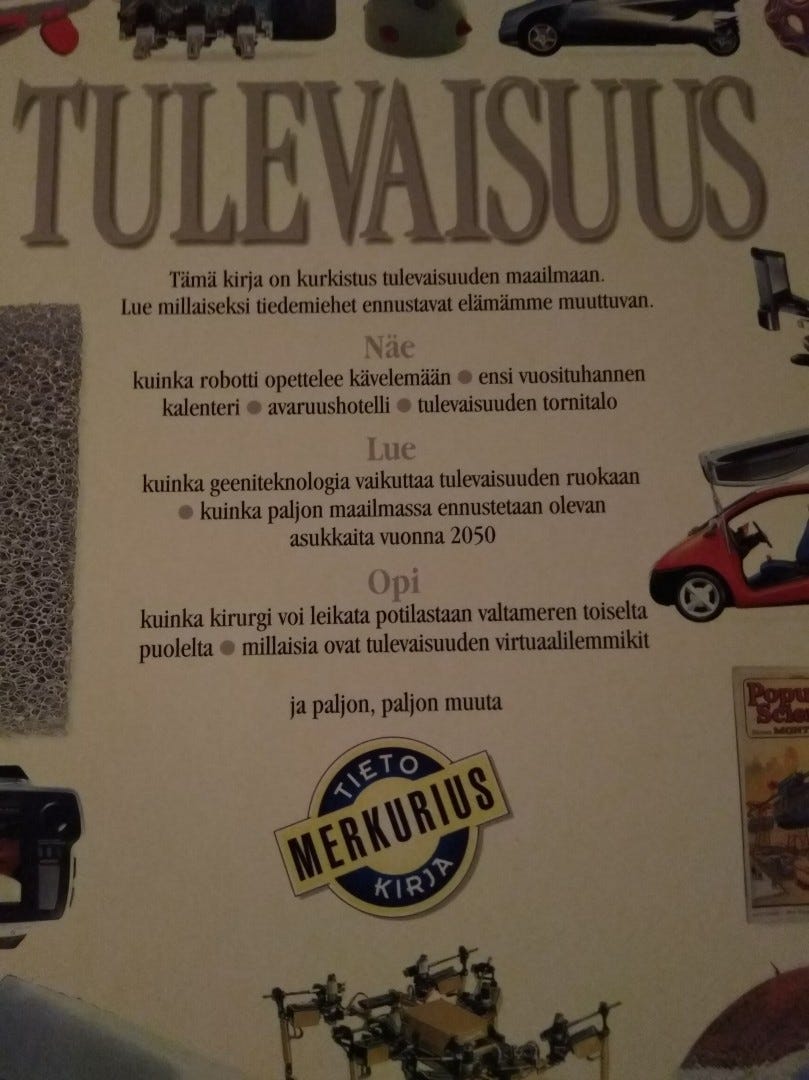 TULEVAISUUS
Tämä kirja on kurkistus tulevaisuuden maailmaan.
Lue millaiseksi tiedemiehet ennustavat elämämme muuttuvan.
Näe
kuinka robotti opettelee kävelemään ● ensi vuosituhannen
kalenteri ● avaruushotelli ● tulevaisuuden tornitalo
Lue
kuinka geeniteknologia vaikuttaa tulevaisuuden ruokaan
● kuinka paljon maailmassa ennustetaan olevan
asukkaita vuonna 2050
Opi
kuinka kirurgi voi leikata potilastaan valtameren toiselta
puolelta ● millaisia ovat tulevaisuuden virtuaalilemmikit
ja paljon, paljon muuta
TIETO
MERKURIUS
KIRJA
Popu
Scie
MONT